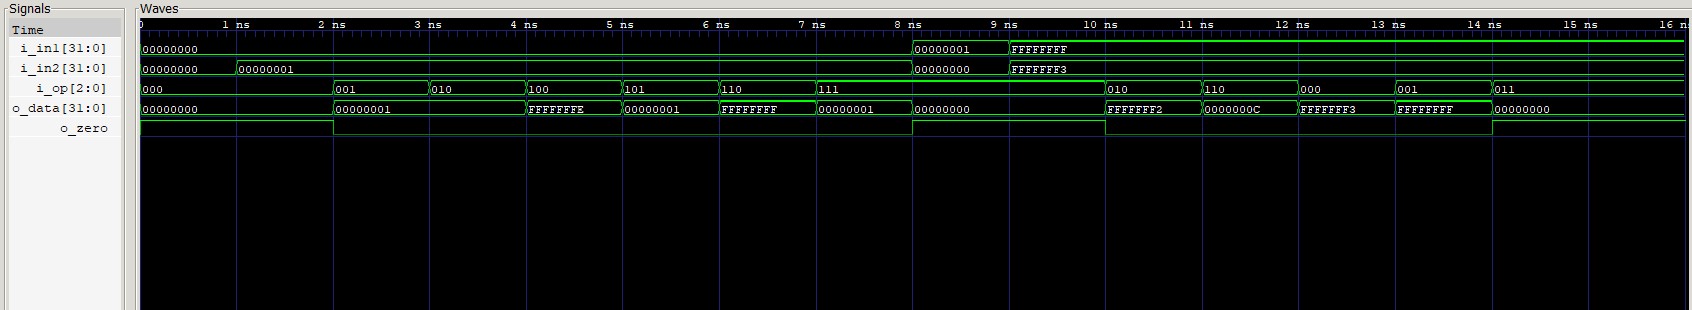 Signals Waves
Time 0 1 ns 2 ns 3 ns 4 ns 5 ns 6 ns 7 ns 8 ns 9 ns 10 ns 11 ns 12 ns 13 ns 14 ns 15 ns 16 n
i_in1[31:0] 00000000 00000001 FFFFFFFF
i_in2[31:0] 00000000 00000001 00000000 FFFFFFF3
i_op[2:0] 000 001 010 100 101 110 111 010 110 000 001 011
o_data[31:0] 00000000 00000001 FFFFFFFE 00000001 FFFFFFFF 00000001 00000000 FFFFFFF2 0000000C FFFFFFF3 FFFFFFFF 00000000
o_zero